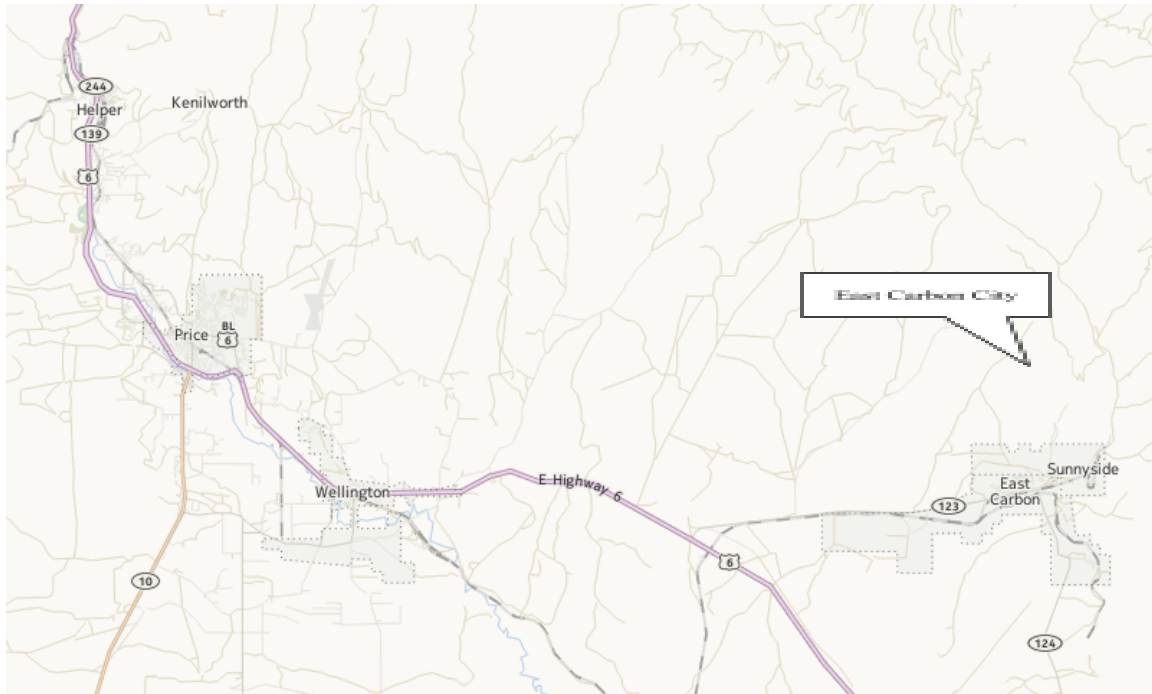 244
Helper
Kenilworth
139
6
East Carbon City
Price
BL
6
Wellington
E Highway 6
Sunnyside
East
Carbon
123
6
10
124